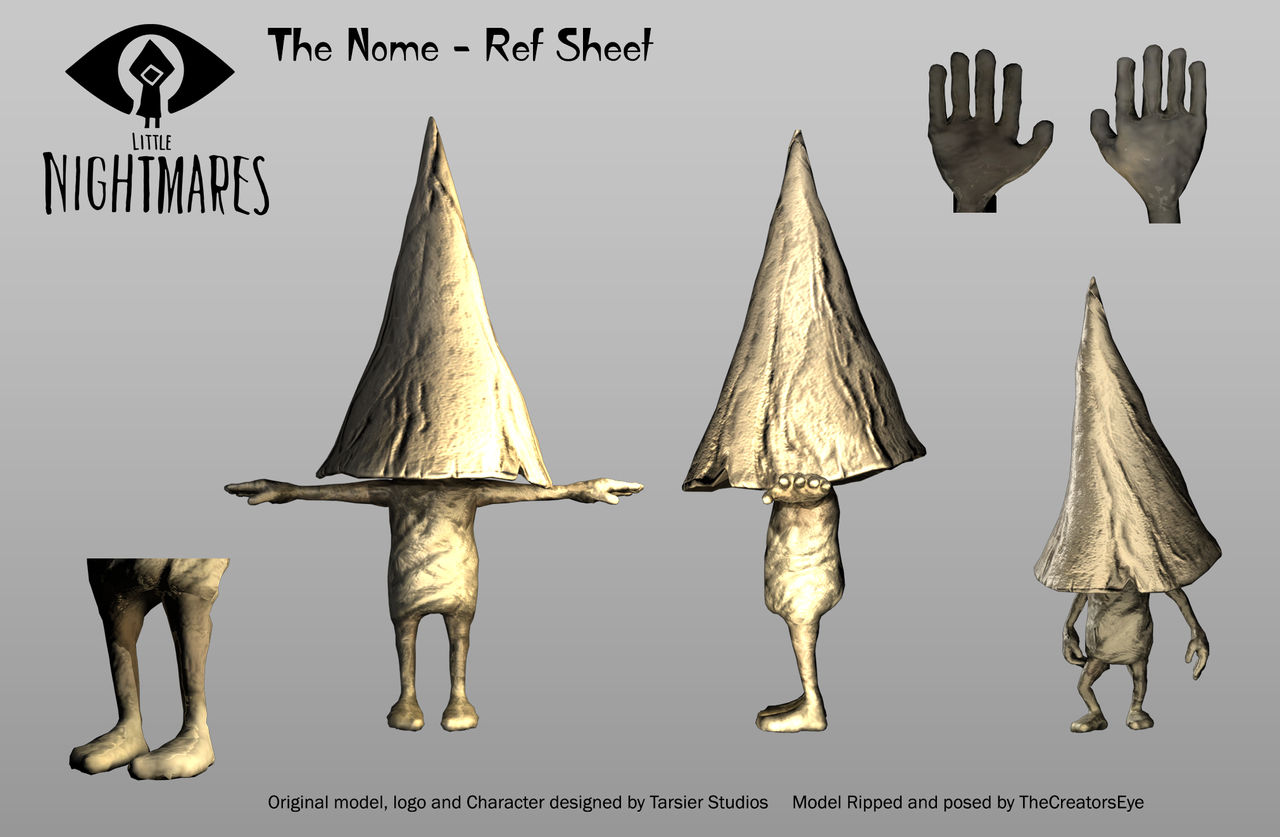 The Nome - Ref Sheet
LITTLE
NIGHTMARES
Original model, logo and Character designed by Tarsier Studios Model Ripped and posed by TheCreatorsEye